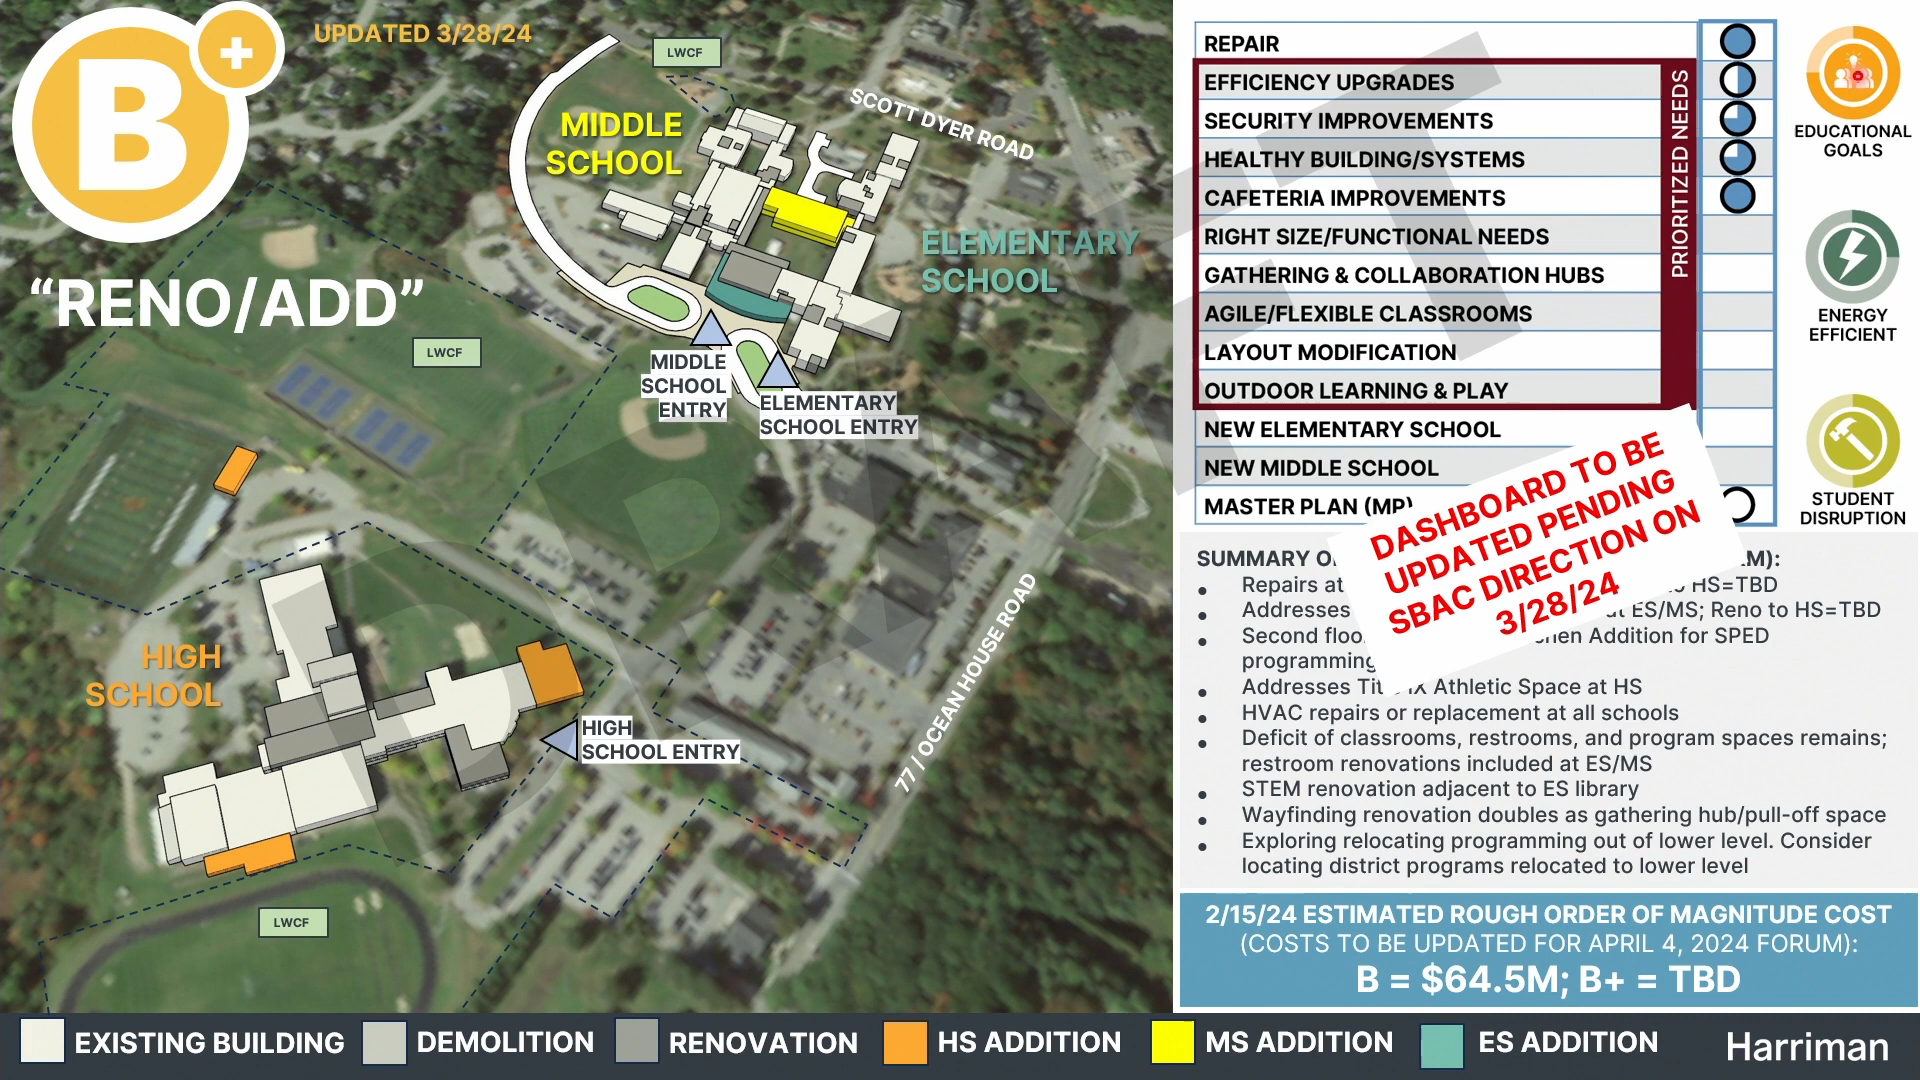 B
+
UPDATED 3/28/24
"RENO/ADD"
LWCF
MIDDLE
SCHOOL
SCOTT DYER ROAD
ELEMENTARY
SCHOOL
LWCF
MIDDLE
SCHOOL
ENTRY
ELEMENTARY
SCHOOL ENTRY
HIGH
SCHOOL
HIGH
SCHOOL ENTRY
77 / OCEAN HOUSE ROAD
LWCF
DRAFT
REPAIR
EFFICIENCY UPGRADES
SECURITY IMPROVEMENTS
HEALTHY BUILDING/SYSTEMS
CAFETERIA IMPROVEMENTS
RIGHT SIZE/FUNCTIONAL NEEDS
GATHERING & COLLABORATION HUBS
AGILE/FLEXIBLE CLASSROOMS
LAYOUT MODIFICATION
OUTDOOR LEARNING & PLAY
NEW ELEMENTARY SCHOOL
NEW MIDDLE SCHOOL
MASTER PLAN (MP)
PRIORITIZED NEEDS
EDUCATIONAL
GOALS
ENERGY
EFFICIENT
STUDENT
DISRUPTION
DASHBOARD TO BE
UPDATED PENDING
SBAC DIRECTION ON
3/28/24
SUMMARY
Repairs at HS=TBD
Addresses at ES/MS; Reno to HS=TBD
Second Addition for SPED
programming
Addresses IX Athletic Space at HS
HVAC repairs or replacement at all schools
Deficit of classrooms, restrooms, and program spaces remains;
restroom renovations included at ES/MS
STEM renovation adjacent to ES library
Wayfinding renovation doubles as gathering hub/pull-off space
Exploring relocating programming out of lower level. Consider
locating district programs relocated to lower level
2/15/24 ESTIMATED ROUGH ORDER OF MAGNITUDE COST
(COSTS TO BE UPDATED FOR APRIL 4, 2024 FORUM):
B = $64.5M; B+ = TBD
EXISTING BUILDING
DEMOLITION
RENOVATION
HS ADDITION
MS ADDITION
ES ADDITION
Harriman